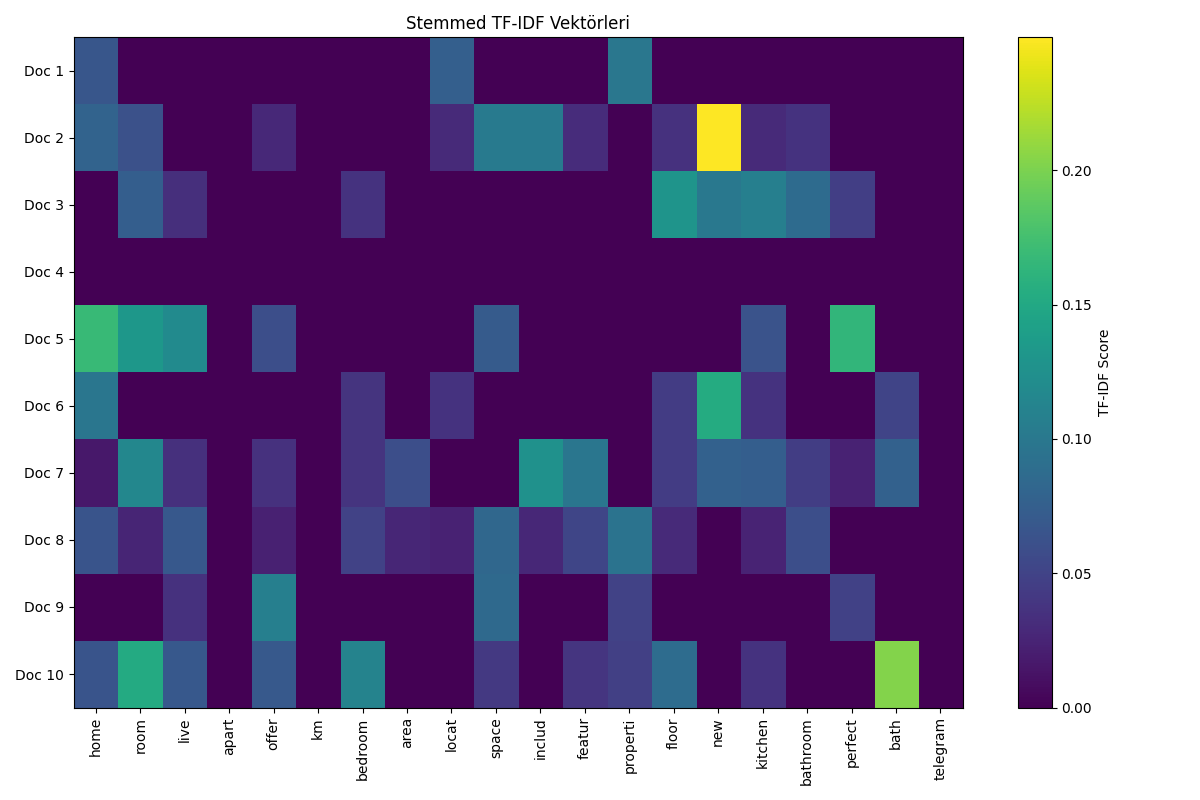 Stemmed TF-IDF Vektörleri
Doc 1
Doc 2
Doc 3
Doc 4
Doc 5
Doc 6
Doc 7
Doc 8
Doc 9
Doc 10
home
room
live
apart
offer
km
bedroom
area
locat
space
includ
featur
properti
floor
new
kitchen
bathroom
perfect
bath
telegram
0.20
0.15
0.10
0.05
0.00
TF-IDF Score